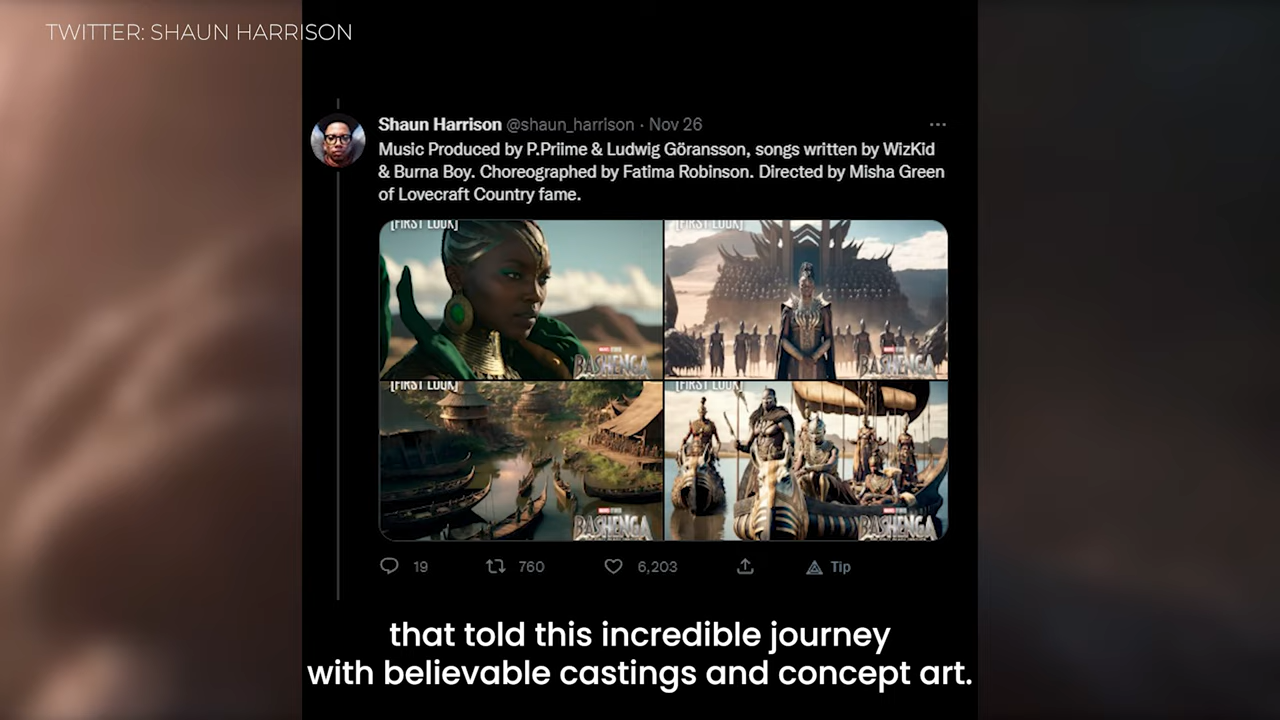 TWITTER: SHAUN HARRISON
Shaun Harrison @shaun_harrison · Nov 26
Music Produced by P.Priime & Ludwig Göransson, songs written by WizKid
& Burna Boy. Choreographed by Fatima Robinson. Directed by Misha Green
of Lovecraft Country fame.
[FIRST LOOK]
[FIRST LOOK]
BASHENGA
BASHENGA
[FIRST LOOK]
[FIRST LOOK]
BASHENGA
BASHENGA
19
760
6,203
Tip
that told this incredible journey
with believable castings and concept art.